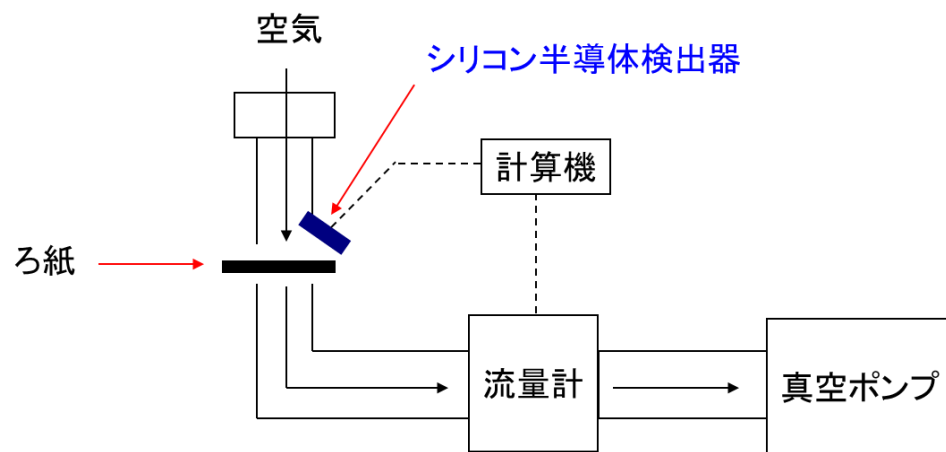 空気
シリコン半導体検出器
計算機
ろ紙
流量計
真空ポンプ